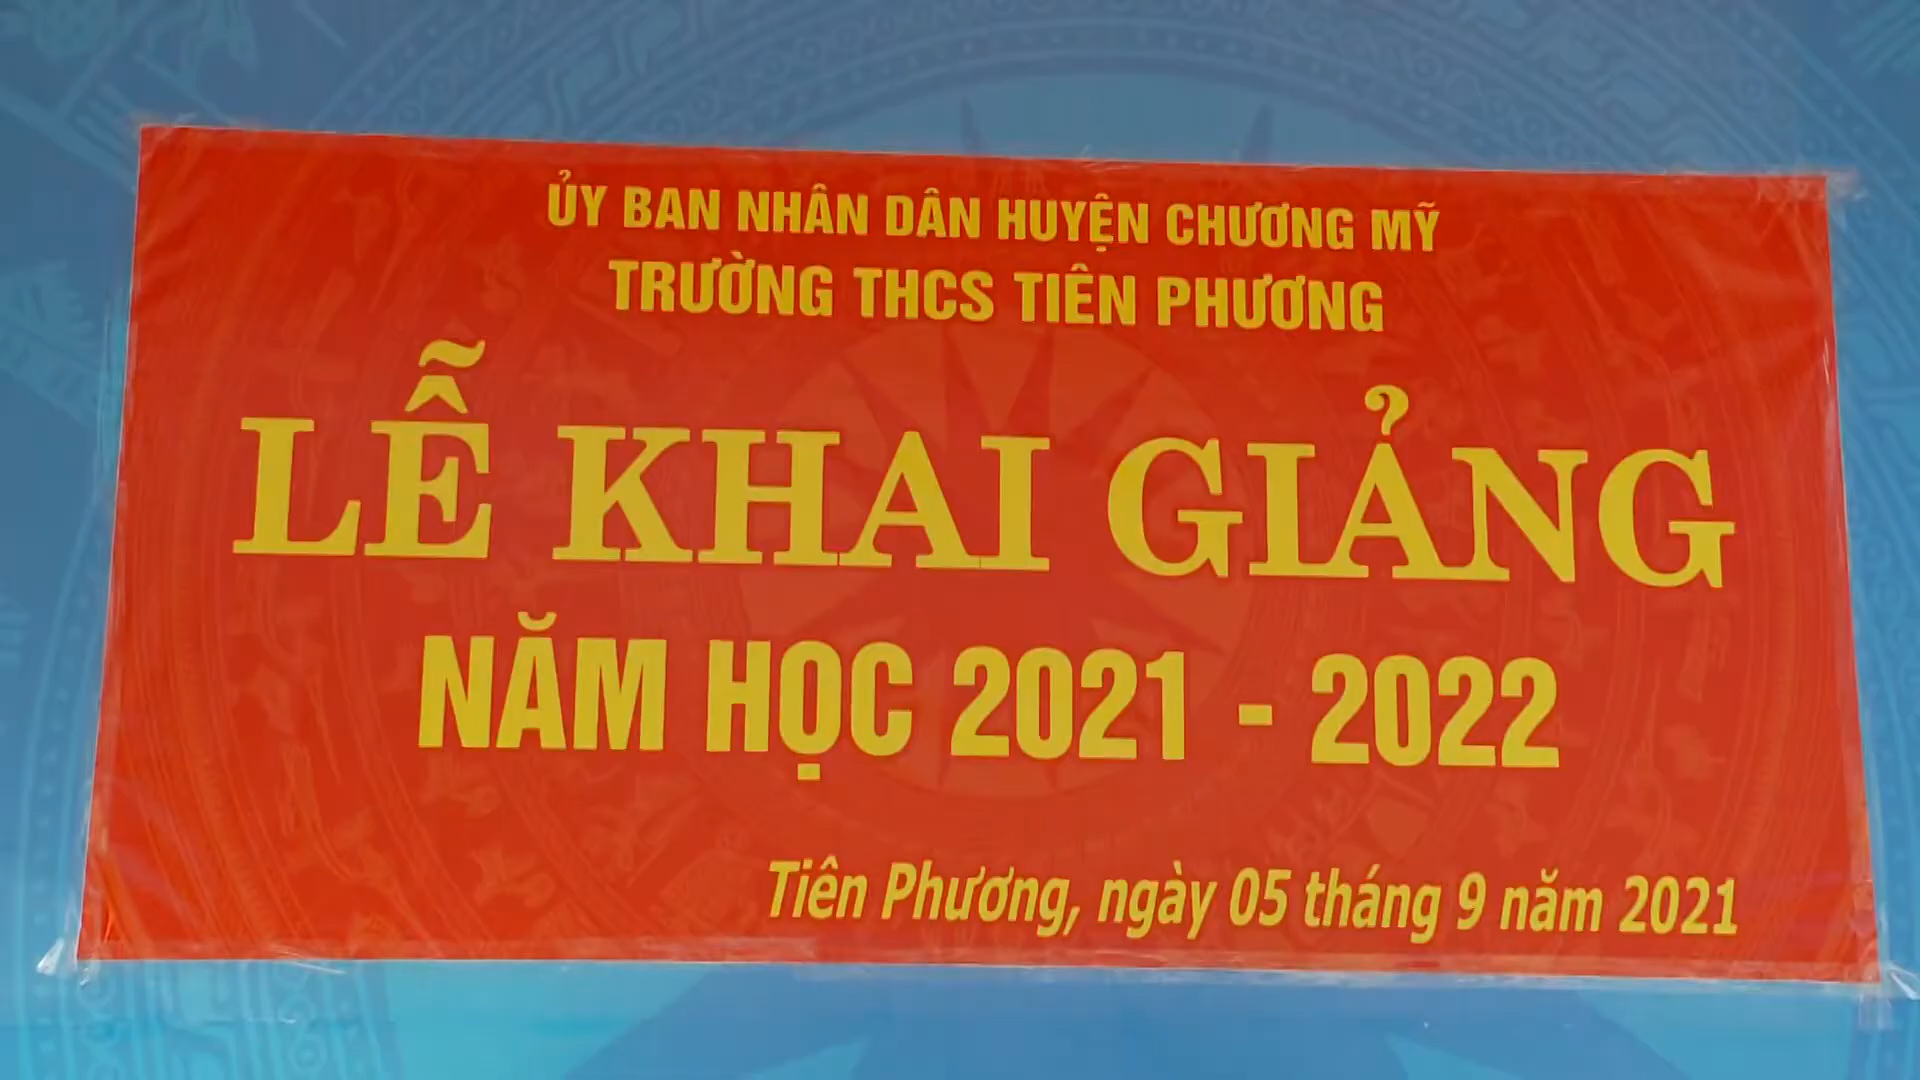 ỦY BAN NHÂN DÂN HUYỆN CHƯƠNG MỸ
TRƯỜNG THCS TIÊN PHƯƠNG
LỄ KHAI GIẢNG
NĂM HỌC 2021 - 2022
Tiên Phương, ngày 05 tháng 9 năm 2021